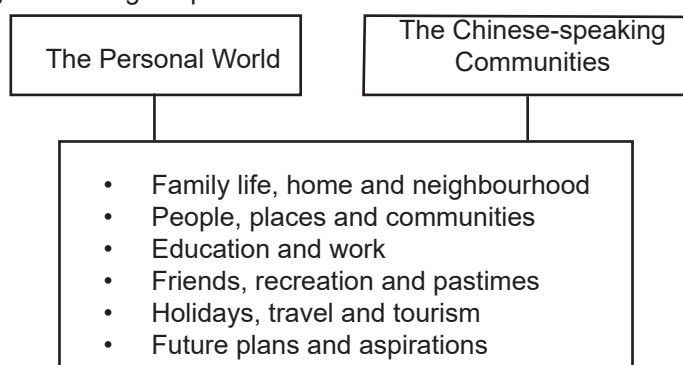 The Personal World
The Chinese-speaking
Communities
• Family life, home and neighbourhood
• People, places and communities
• Education and work
• Friends, recreation and pastimes
• Holidays, travel and tourism
• Future plans and aspirations